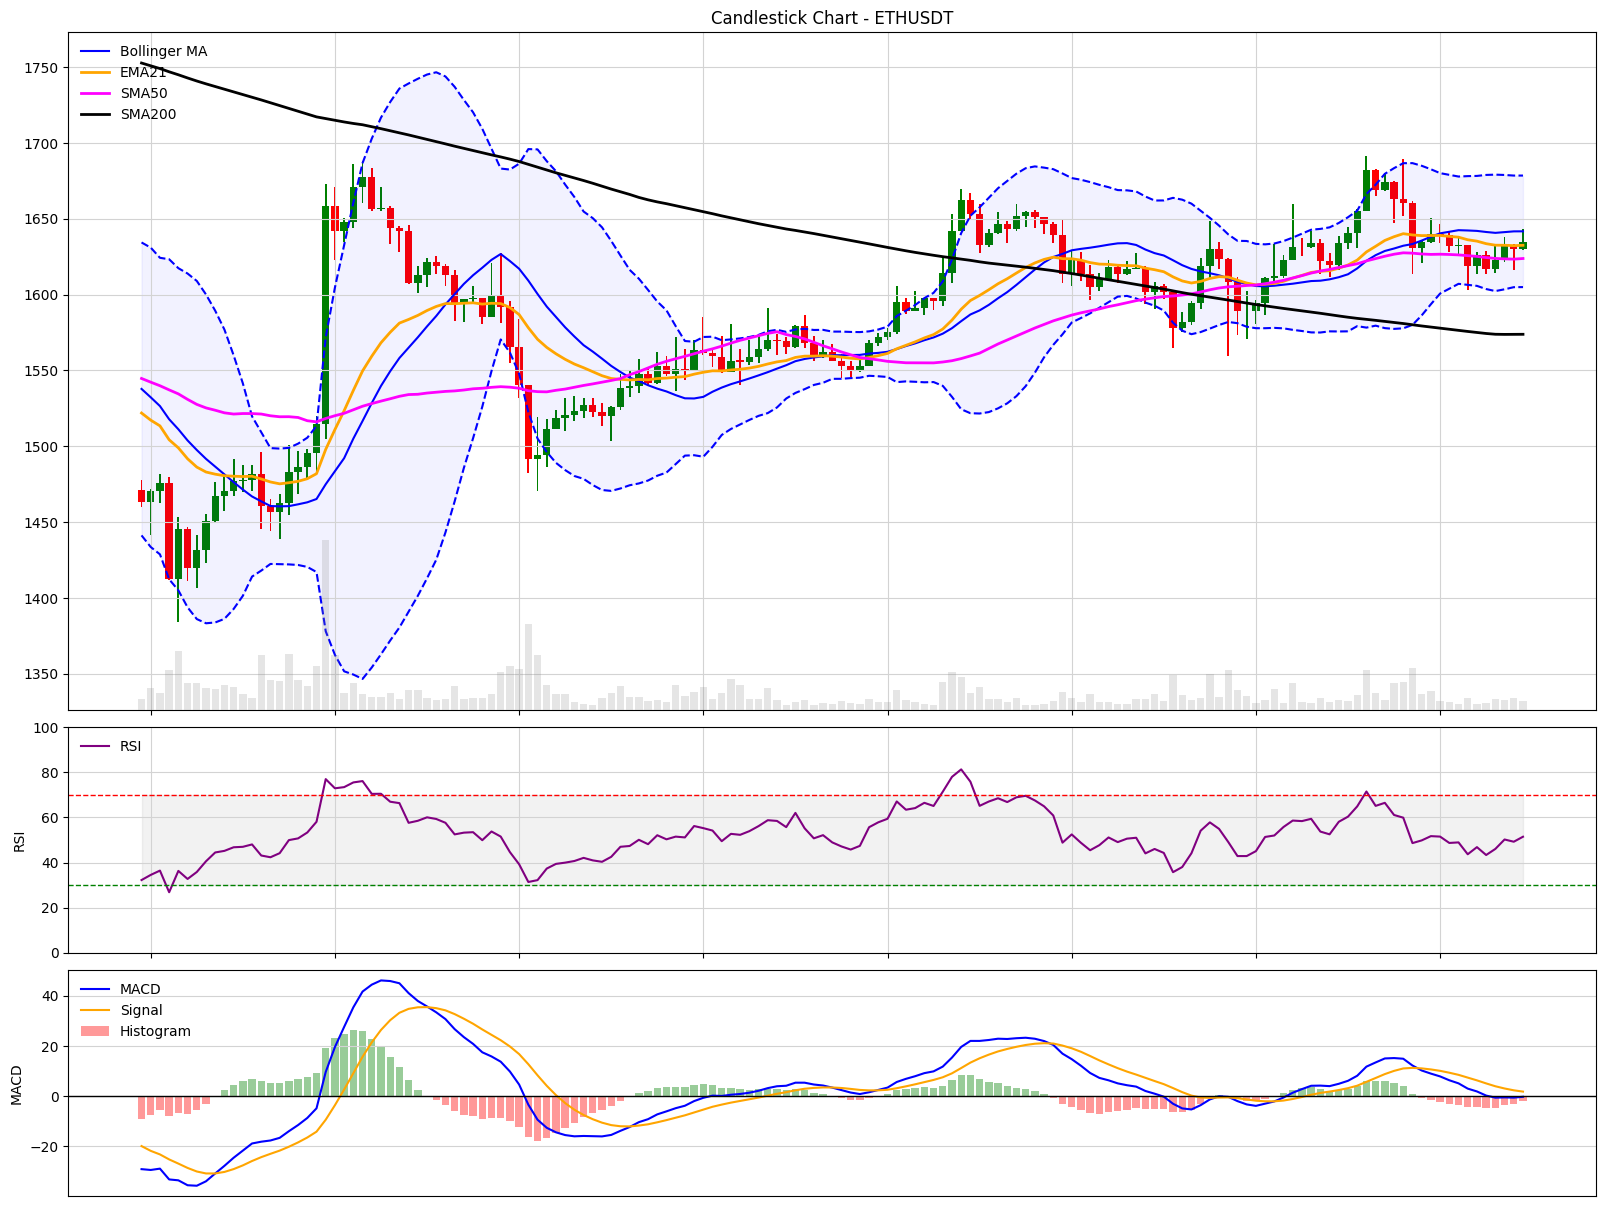 Candlestick Chart - ETHUSDT
Bollinger MA
EMA21
SMA50
SMA200
1750
1700
1650
1600
1550
1500
1450
1400
1350
RSI
100
80
60
40
20
0
RSI
MACD
Signal
Histogram
40
20
0
−20
MACD